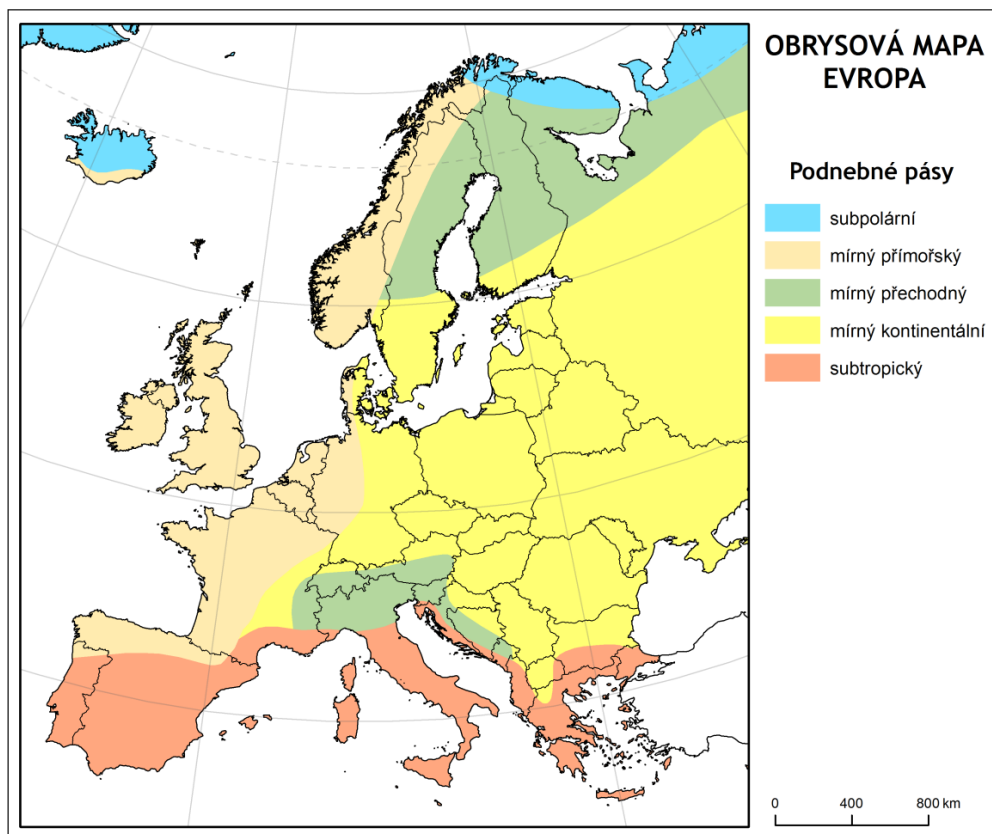 OBRYSOVÁ MAPA
EVROPA
Podnebné pásy
subpolární
mírný přímořský
mírný přechodný
mírný kontinentální
subtropický
0 400 800 km